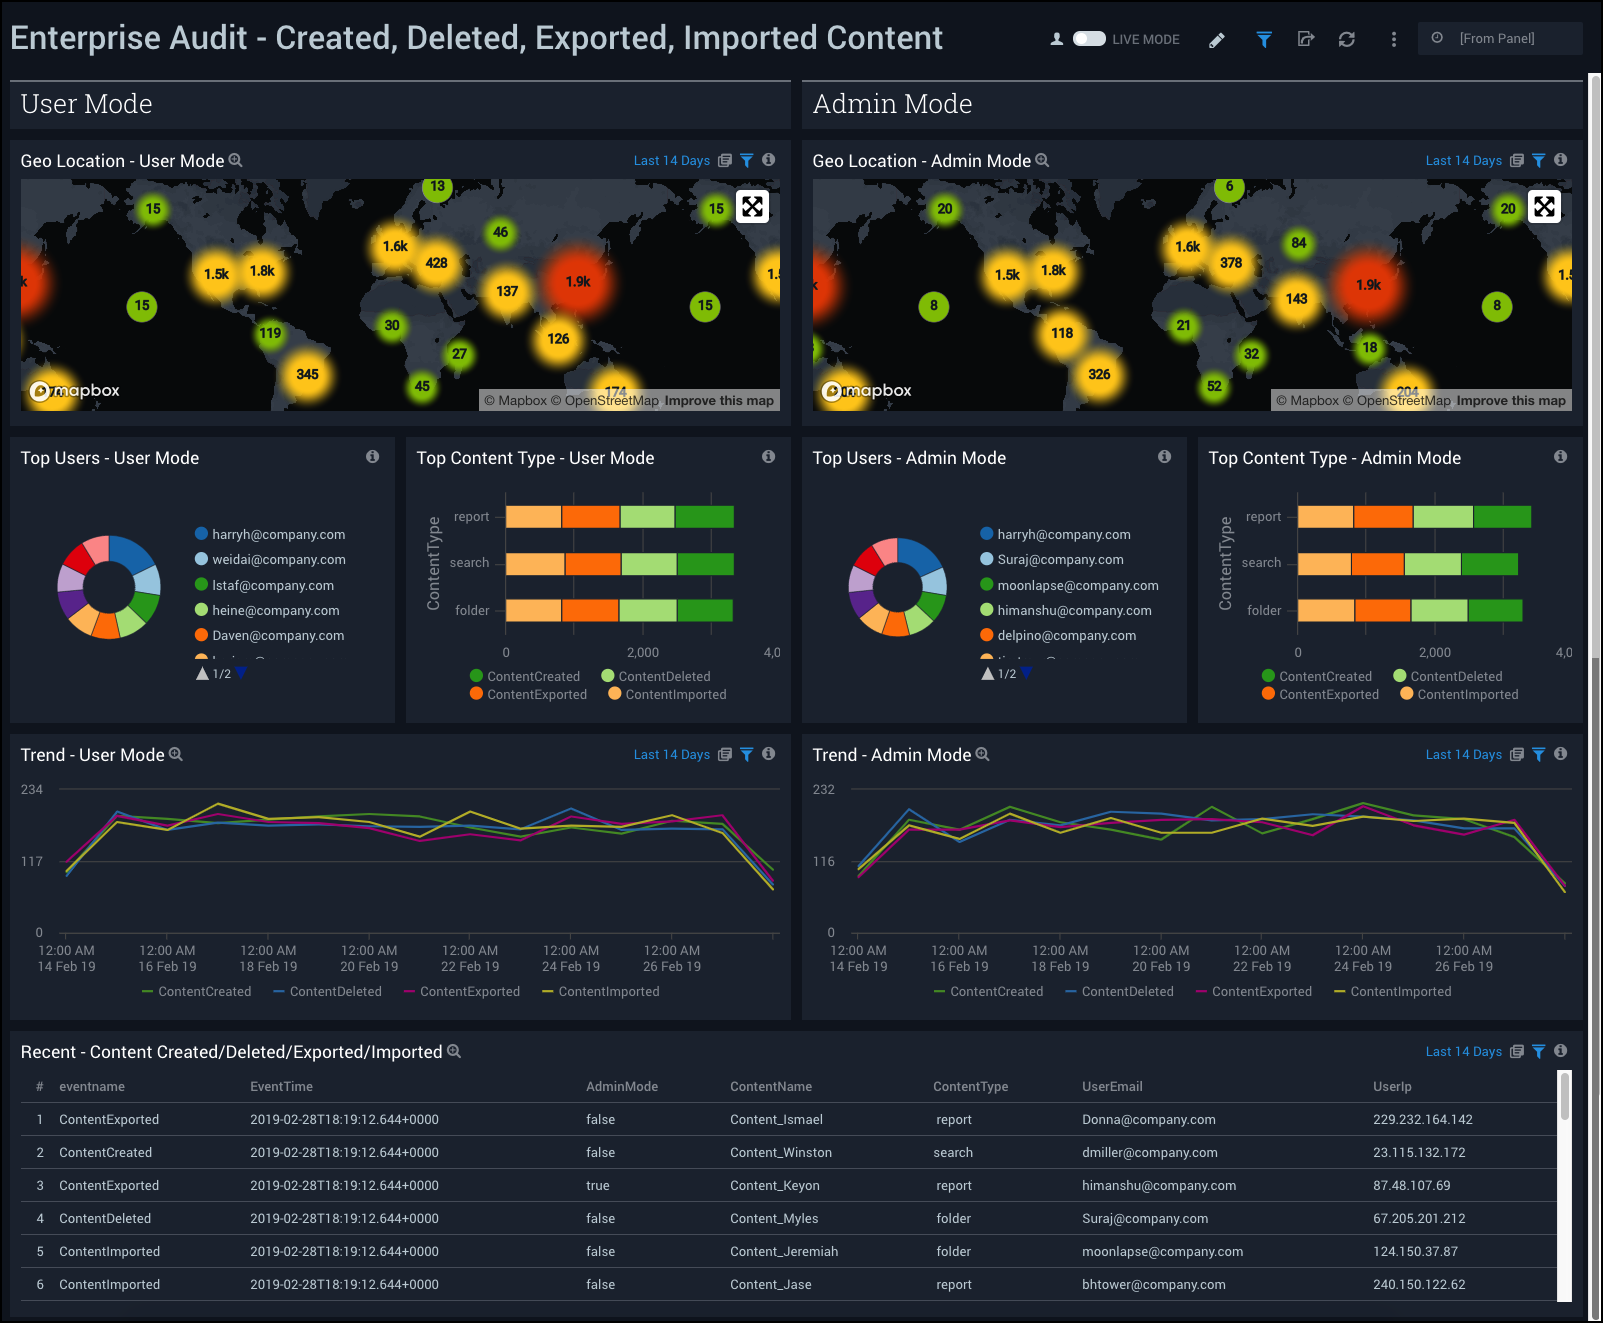 Enterprise Audit - Created, Deleted, Exported, Imported Content
LIVE MODE
[From Panel]
User Mode
Admin Mode
Geo Location - User Mode
Last 14 Days
13
15
15
46
1.6k
428
1.5k
1.8k
1.9k
137
15
15
30
119
126
27
345
45
174
mapbox
© Mapbox © OpenStreetMap Improve this map
Geo Location - Admin Mode
Last 14 Days
6
20
20
84
1.6k
378
1.5k
1.8k
1.9k
143
8
8
21
118
18
32
326
52
204
mapbox
© Mapbox © OpenStreetMap Improve this map
Top Users - User Mode
harryh@company.com
weidai@company.com
lstaf@company.com
heine@company.com
Daven@company.com
1/2
Top Content Type - User Mode
ContentType
report
search
folder
0 2,000 4,0
ContentCreated ContentDeleted
ContentExported ContentImported
Top Users - Admin Mode
harryh@company.com
Suraj@company.com
moonlapse@company.com
himanshu@company.com
delpino@company.com
1/2
Top Content Type - Admin Mode
ContentType
report
search
folder
0 2,000 4,0
ContentCreated ContentDeleted
ContentExported ContentImported
Trend - User Mode
Last 14 Days
234
117
0
12:00 AM 12:00 AM 12:00 AM 12:00 AM 12:00 AM 12:00 AM 12:00 AM
14 Feb 19 16 Feb 19 18 Feb 19 20 Feb 19 22 Feb 19 24 Feb 19 26 Feb 19
ContentCreated ContentDeleted ContentExported ContentImported
Trend - Admin Mode
Last 14 Days
232
116
0
12:00 AM 12:00 AM 12:00 AM 12:00 AM 12:00 AM 12:00 AM 12:00 AM
14 Feb 19 16 Feb 19 18 Feb 19 20 Feb 19 22 Feb 19 24 Feb 19 26 Feb 19
ContentCreated ContentDeleted ContentExported ContentImported
Recent - Content Created/Deleted/Exported/Imported
Last 14 Days
# eventname EventTime AdminMode ContentName ContentType UserEmail UserIp
1 ContentExported 2019-02-28T18:19:12.644+0000 false Content_Ismael report Donna@company.com 229.232.164.142
2 ContentCreated 2019-02-28T18:19:12.644+0000 false Content_Winston search dmiller@company.com 23.115.132.172
3 ContentExported 2019-02-28T18:19:12.644+0000 true Content_Keyon report himanshu@company.com 87.48.107.69
4 ContentDeleted 2019-02-28T18:19:12.644+0000 false Content_Myles folder Suraj@company.com 67.205.201.212
5 ContentImported 2019-02-28T18:19:12.644+0000 false Content_Jeremiah folder moonlapse@company.com 124.150.37.87
6 ContentImported 2019-02-28T18:19:12.644+0000 false Content_Jase report bhtower@company.com 240.150.122.62